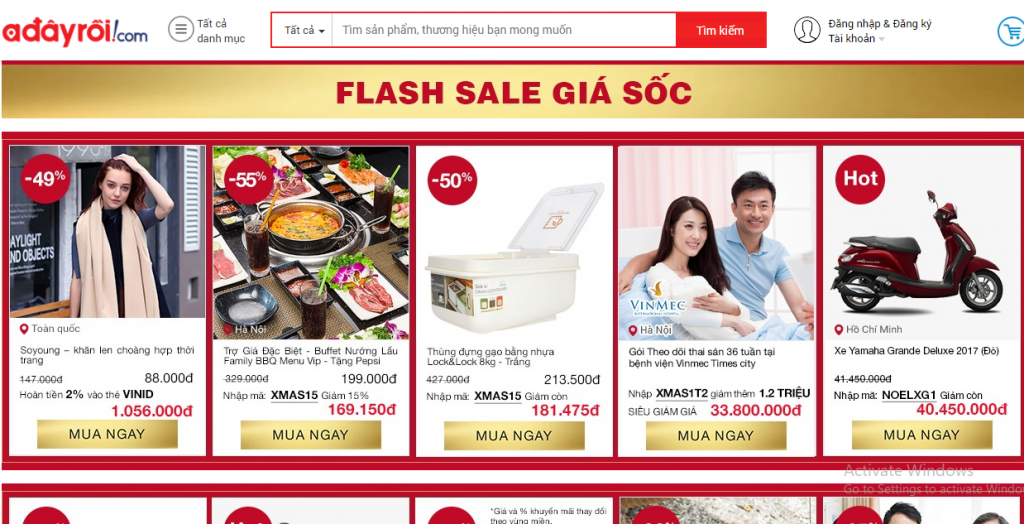 adâyrôi!.com
Tất cả
danh mục
Tất cả
Tìm sản phẩm, thương hiệu bạn mong muốn
Tìm kiếm
Đăng nhập & Đăng ký
Tài khoản
FLASH SALE GIÁ SỐC
-49%
AYLIGHT
ND OBJECTS
Toàn quốc
Soyoung – khăn len choàng hợp thời
trang
147.000đ 88.000đ
Hoàn tiền 2% vào thẻ VINID
1.056.000đ
MUA NGAY
-55%
Hà Nội
Trợ Giá Đặc Biệt - Buffet Nướng Lẩu
Family BBQ Menu Vip - Tặng Pepsi
329.000đ 199.000đ
Nhập mã: XMAS15 Giảm 15%
169.150đ
MUA NGAY
-50%
Thùng đựng gạo bằng nhựa
Lock&Lock 8kg - Trắng
427.000đ 213.500đ
Nhập mã: XMAS15 Giảm còn
181.475đ
MUA NGAY
VINMEC
Hà Nội
Gói Theo dõi thai sản 36 tuần tại
bệnh viện Vinmec Times city
Nhập XMAS1T2 giảm thêm 1.2 TRIỆU
SIÊU GIẢM GIÁ 33.800.000đ
MUA NGAY
Hot
Hồ Chí Minh
Xe Yamaha Grande Deluxe 2017 (Đỏ)
41.450.000đ
Nhập mã: NOELXG1 Giảm còn
40.450.000đ
MUA NGAY
Activate Windows
Go to Settings to activate Windo
*Giá và % khuyến mãi thay đổi
theo vùng miền.